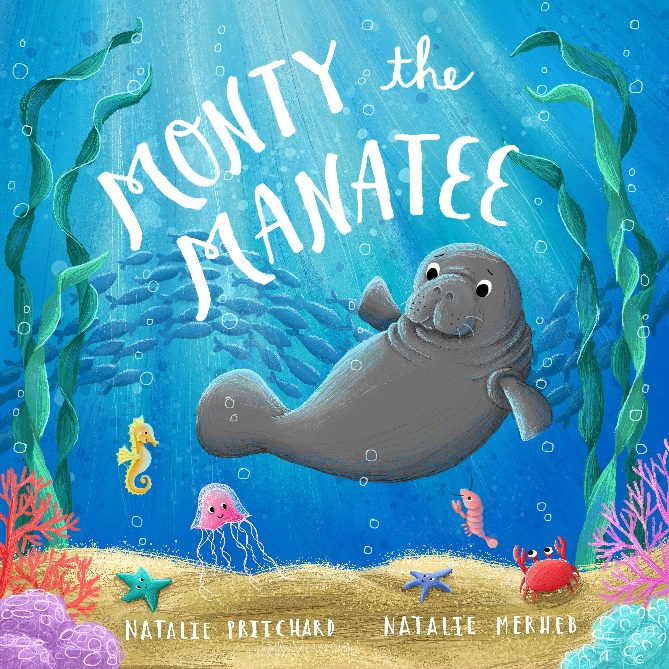 MONTY the
MANATEE
NATALIE PRITCHARD NATALIE MERHEB